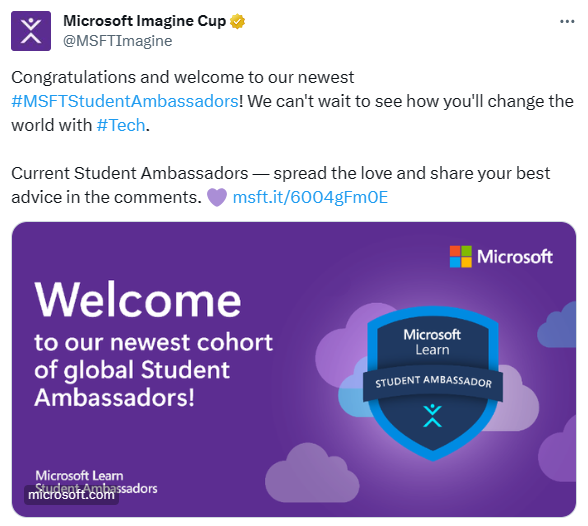 Microsoft Imagine Cup
@MSFTImagine
Congratulations and welcome to our newest
#MSFTStudentAmbassadors! We can't wait to see how you'll change the
world with #Tech.
Current Student Ambassadors — spread the love and share your best
advice in the comments. 💜 msft.it/6004gFm0E
Microsoft
Welcome
to our newest cohort
of global Student
Ambassadors!
Microsoft
Learn
STUDENT AMBASSADOR
Microsoft Learn
Student Ambassadors
microsoft.com